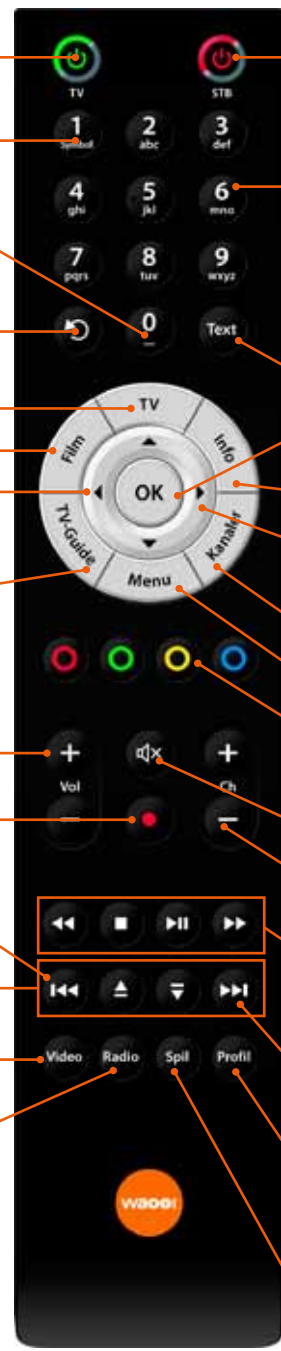 TV STB
1 2 3
Symbol abc def
4 5 6
ghi jkl mno
7 8 9
pqrs tuv wxyz
0 Text
TV
Film Info
OK
TV-Guide Kanaler
Menu
Vol Ch
Video Radio Spil Profil
waoo!